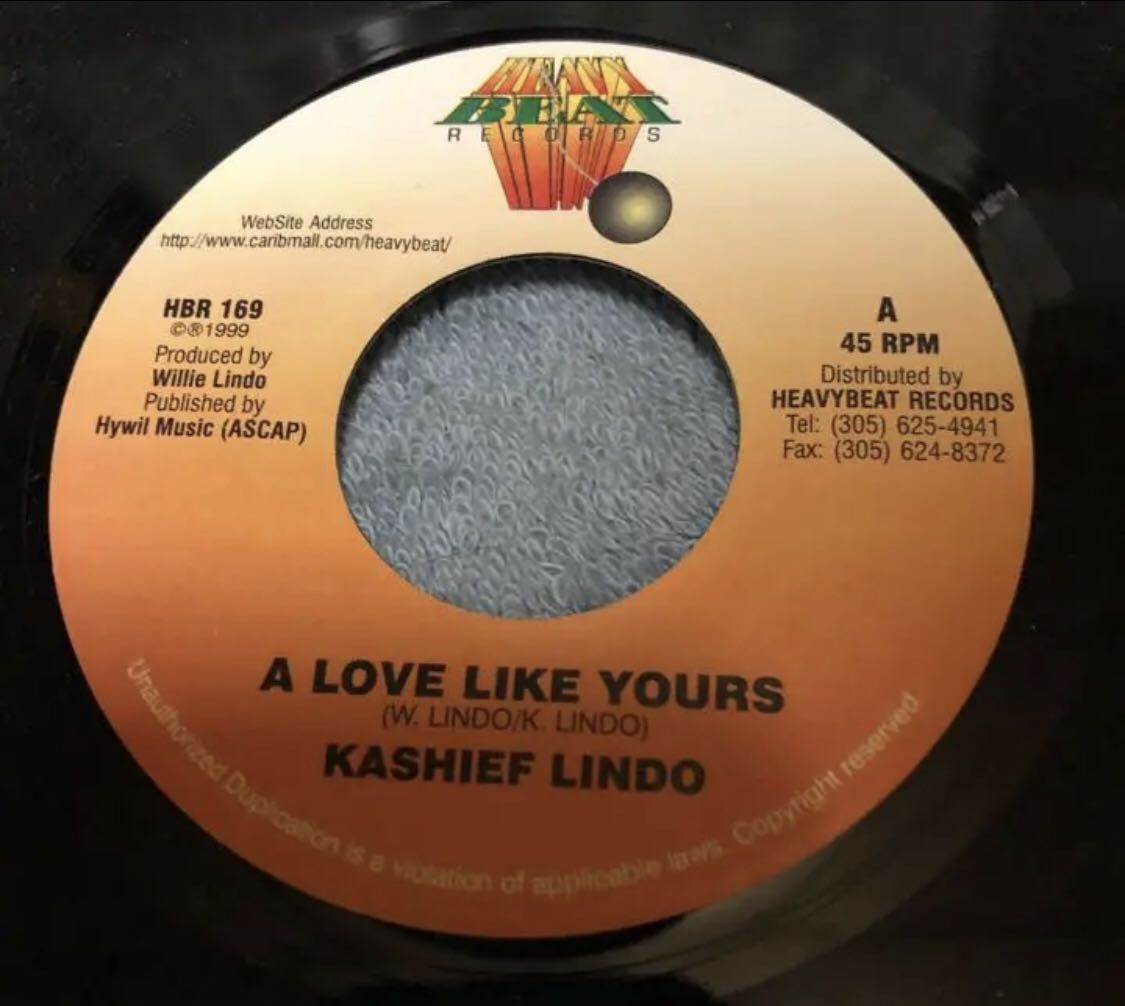 HEAVY
BEAT
RECORDS
WebSite Address
http://www.caribmall.com/heavybeat/
HBR 169
©®1999
Produced by
Willie Lindo
Published by
Hywil Music (ASCAP)
A
45 RPM
Distributed by
HEAVYBEAT RECORDS
Tel: (305) 625-4941
Fax: (305) 624-8372
A LOVE LIKE YOURS
(W. LINDO/K. LINDO)
KASHIEF LINDO
Unauthorized Duplication is a violation of applicable laws. Copyright reserved